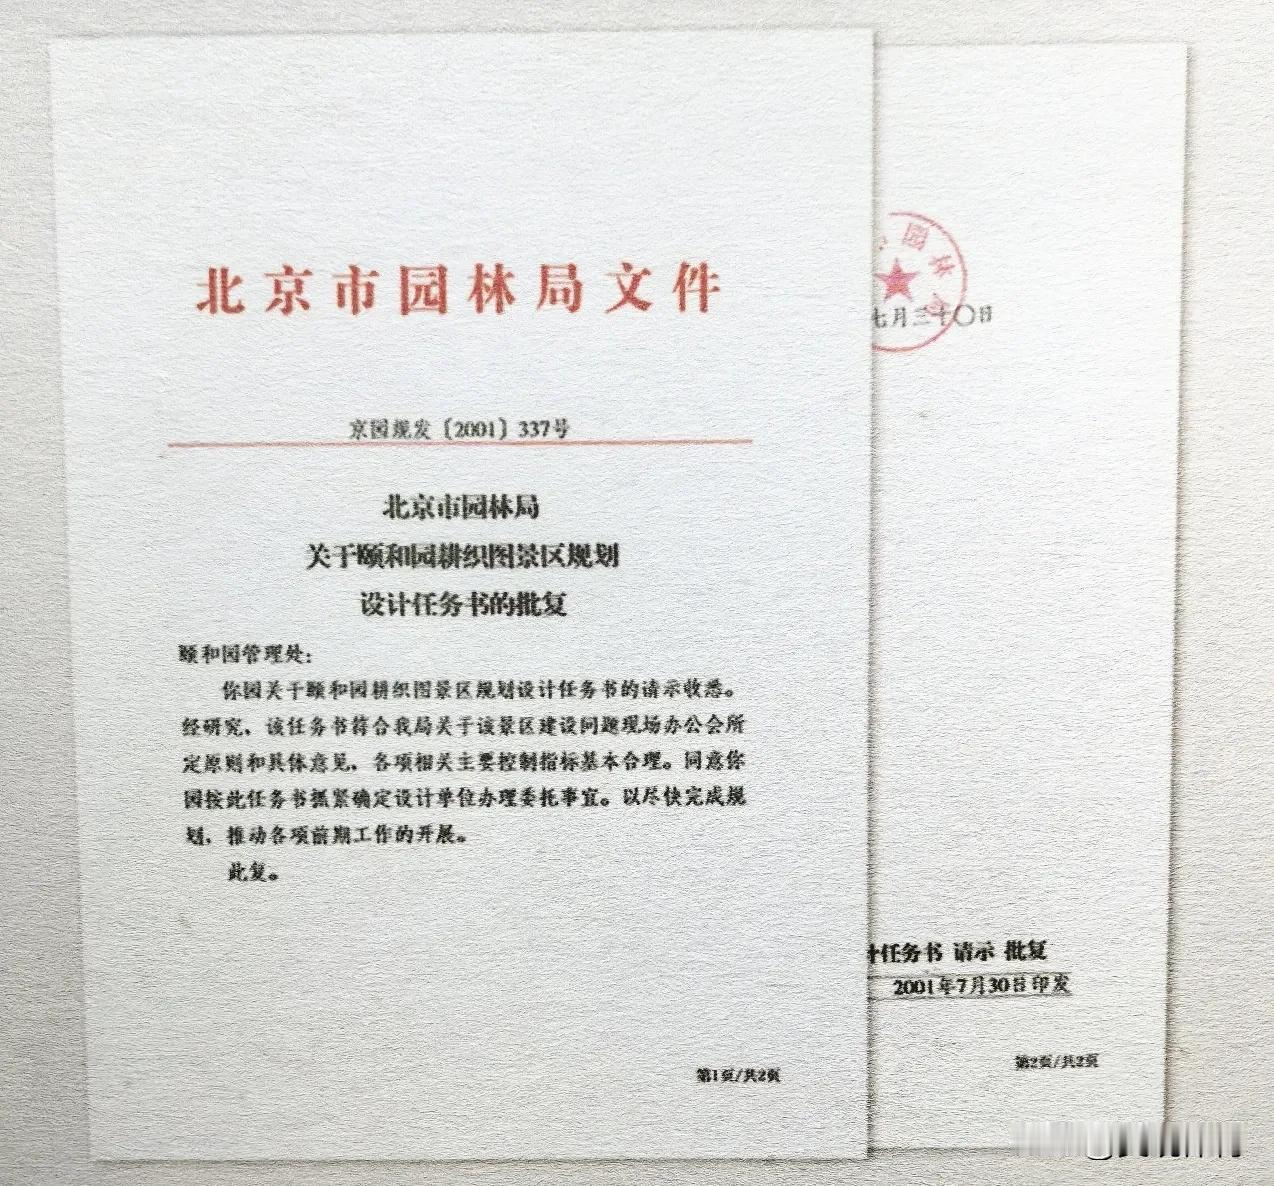 北京市园林局文件
京园规发〔2001〕337号
北京市园林局
关于颐和园耕织图景区规划
设计任务书的批复
颐和园管理处：
你园关于颐和园耕织图景区规划设计任务书的请示收悉。
经研究，该任务书符合我局关于该景区建设问题现场办公会所
定原则和具体意见，各项相关主要控制指标基本合理。同意你
园按此任务书抓紧确定设计单位办理委托事宜。以尽快完成规
划，推动各项前期工作的开展。
此复。
第1页/共2页
园林
七月三十〇日
计任务书 请示 批复
2001年7月30日印发
第2页/共2页